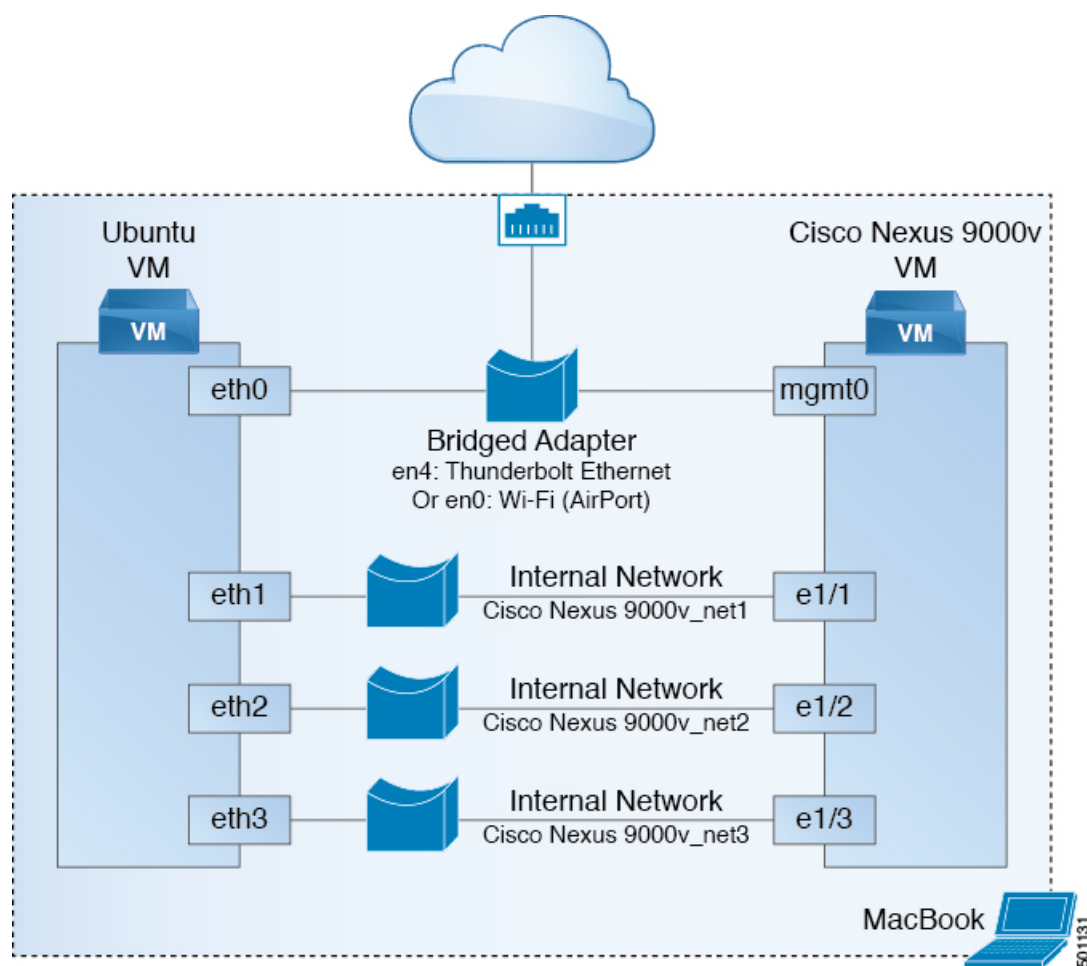 Ubuntu
VM
VM
Cisco Nexus 9000v
VM
VM
eth0
mgmt0
Bridged Adapter
en4: Thunderbolt Ethernet
Or en0: Wi-Fi (AirPort)
eth1
Internal Network
Cisco Nexus 9000v_net1
e1/1
eth2
Internal Network
Cisco Nexus 9000v_net2
e1/2
eth3
Internal Network
Cisco Nexus 9000v_net3
e1/3
MacBook
501131